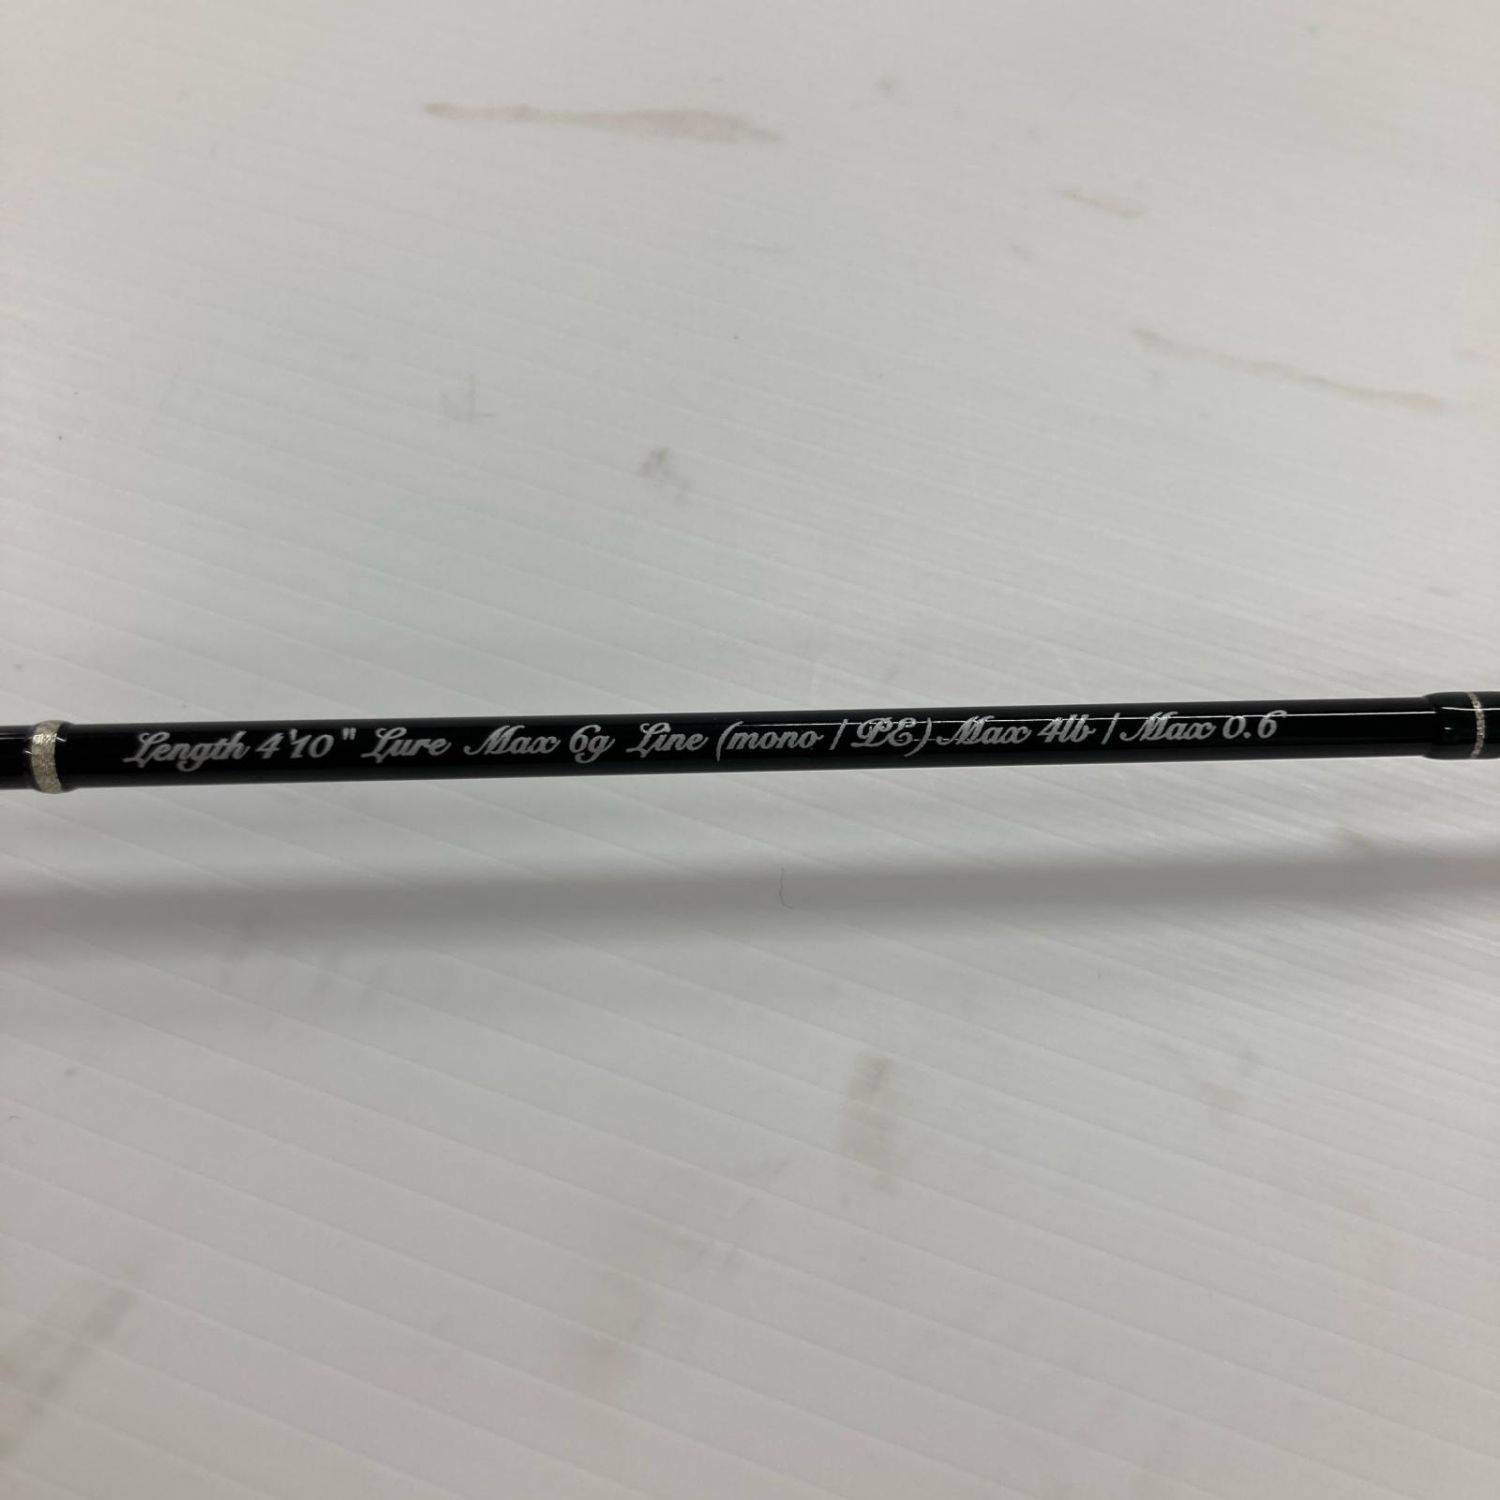 Length 4'10" Lure Max 6g Line (mono / PE) Max 4lb / Max 0.6